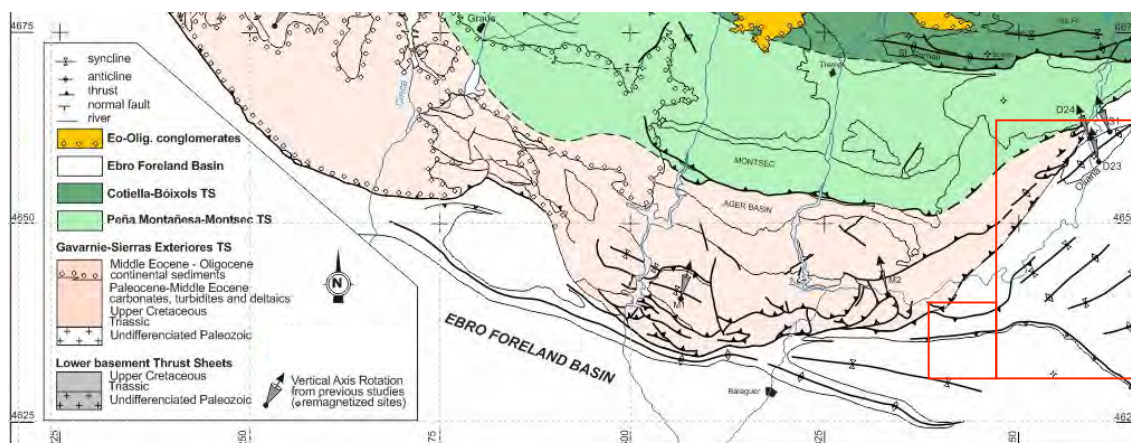 4675
Graus
syncline
anticline
thrust
normal fault
river
Eo-Olig. conglomerates
Ebro Foreland Basin
Cotiella-Bóixols TS
Peña Montañesa-Montsec TS
Gavarnie-Sierras Exteriores TS
Middle Eocene - Oligocene
continental sediments
Paleocene-Middle Eocene
carbonates, turbidites and deltaics
Upper Cretaceous
Triassic
Undifferenciated Paleozoic
Lower basement Thrust Sheets
Upper Cretaceous
Triassic
Undifferenciated Paleozoic
N
Vertical Axis Rotation
from previous studies
( remagnetized sites)
Cinca
Tremp
D24
D23
Oliana
MONTSEC
AGER BASIN
4650
M1
M2
EBRO FORELAND BASIN
Balaguer
4625
75